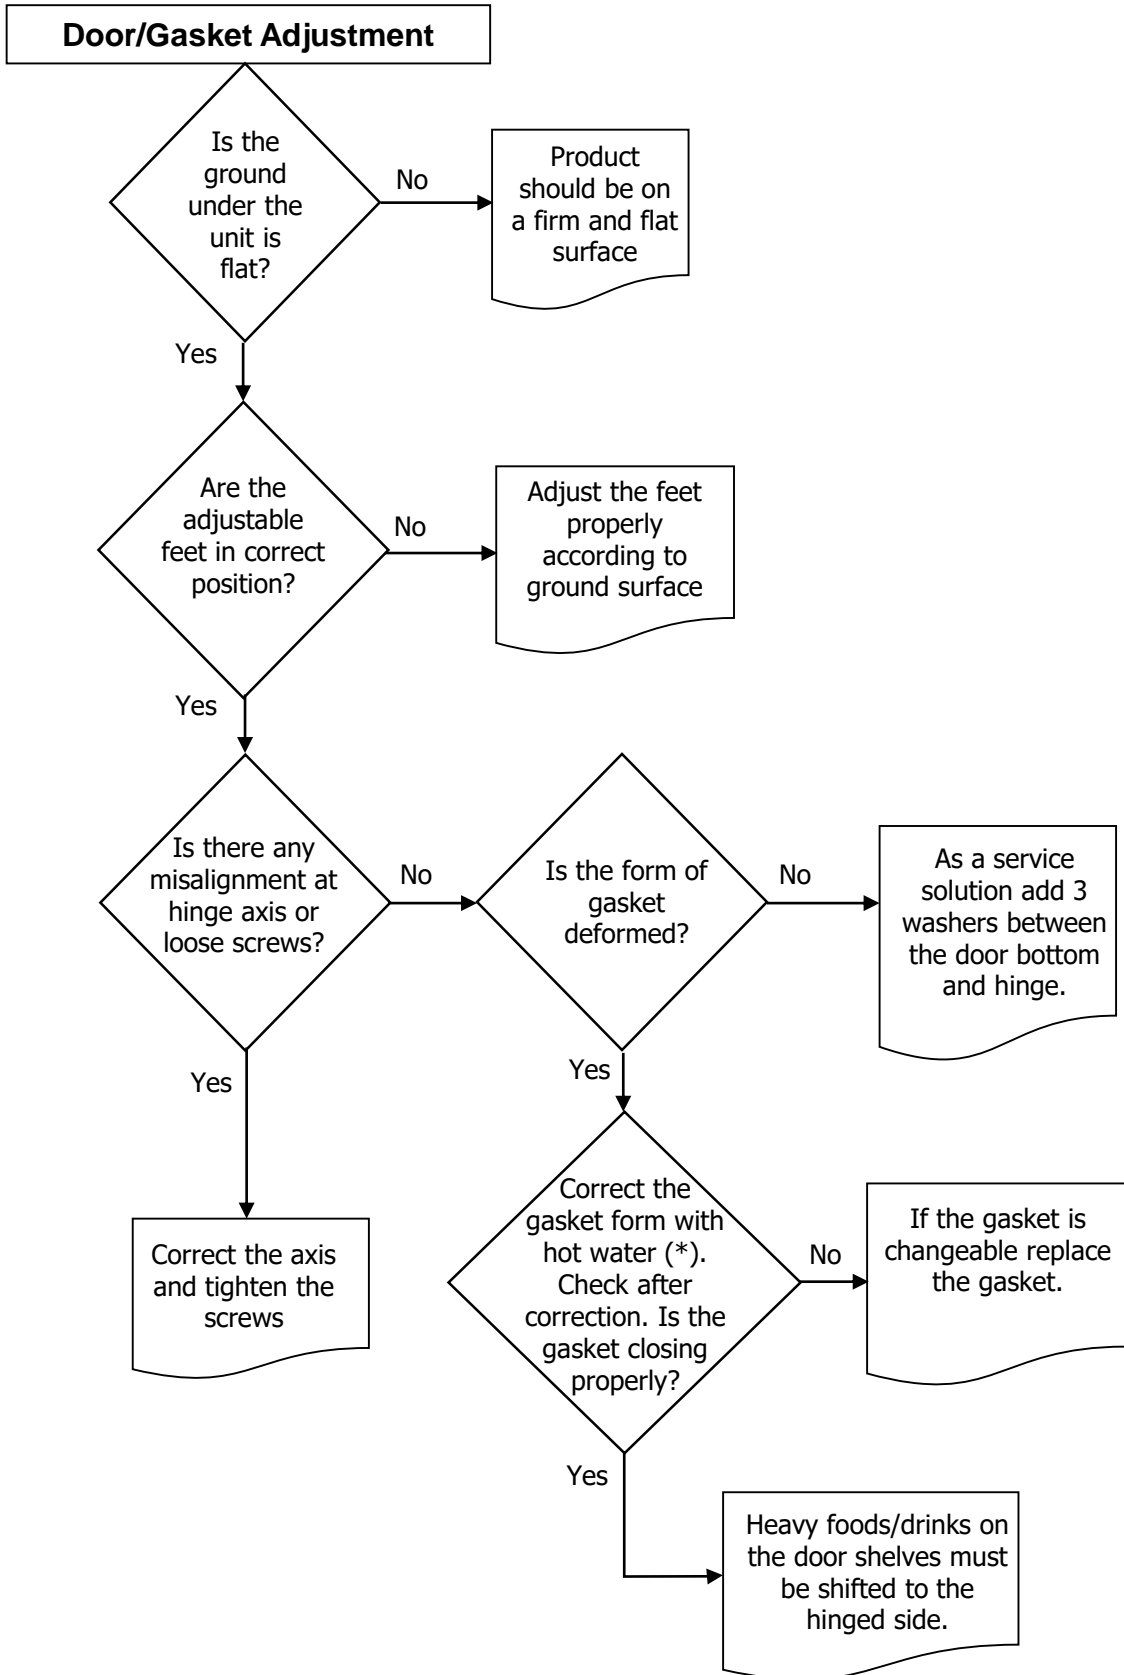 Door/Gasket Adjustment
Is the
ground
under the
unit is
flat?
No
Product
should be on
a firm and flat
surface
Yes
Are the
adjustable
feet in correct
position?
No
Adjust the feet
properly
according to
ground surface
Yes
Is there any
misalignment at
hinge axis or
loose screws?
No
Is the form of
gasket
deformed?
No
As a service
solution add 3
washers between
the door bottom
and hinge.
Yes
Yes
Correct the axis
and tighten the
screws
Correct the
gasket form with
hot water (*).
Check after
correction. Is the
gasket closing
properly?
No
If the gasket is
changeable replace
the gasket.
Yes
Heavy foods/drinks on
the door shelves must
be shifted to the
hinged side.